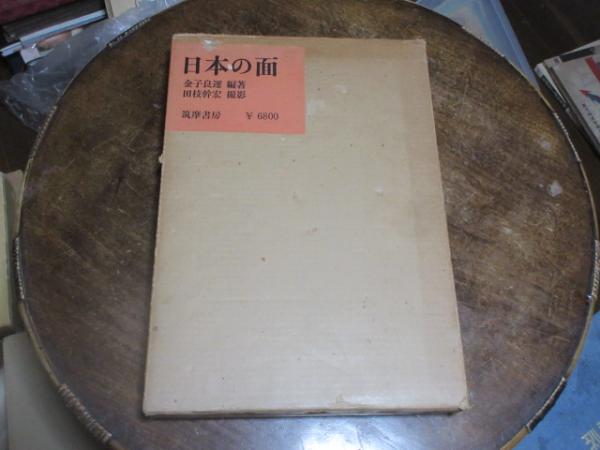 日本の面
金子良運 編著
田枝幹宏 撮影
筑摩書房 ¥6800